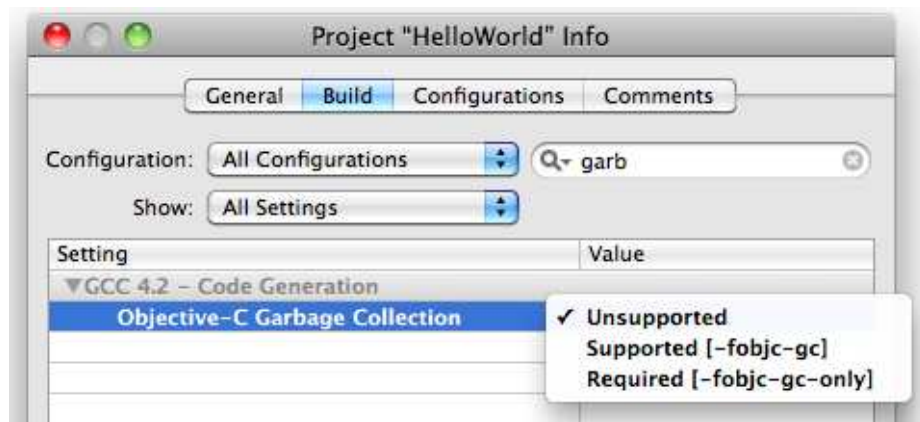 Project "HelloWorld" Info
General Build Configurations Comments
Configuration: All Configurations garb
Show: All Settings
Setting Value
▼GCC 4.2 – Code Generation
Objective-C Garbage Collection ✓ Unsupported
Supported [-fobjc-gc]
Required [-fobjc-gc-only]